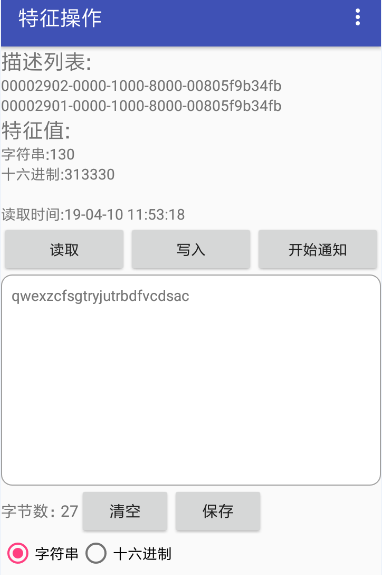 特征操作
描述列表:
00002902-0000-1000-8000-00805f9b34fb
00002901-0000-1000-8000-00805f9b34fb
特征值:
字符串:130
十六进制:313330
读取时间:19-04-10 11:53:18
读取 写入 开始通知
qwexzcfsgtryjutrbdfvcdsac
字节数: 27 清空 保存
字符串 十六进制